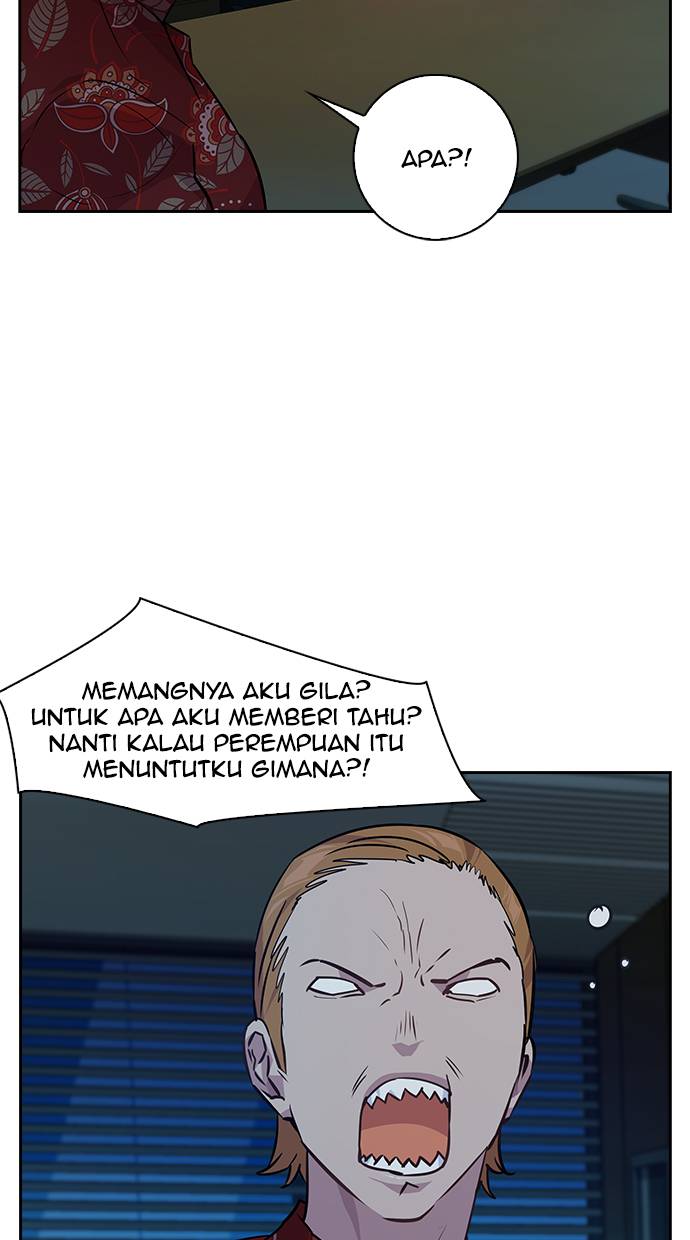 APA?!
MEMANGNYA AKU GILA?
UNTUK APA AKU MEMBERI TAHU?
NANTI KALAU PEREMPUAN ITU
MENUNTUTKU GIMANA?!